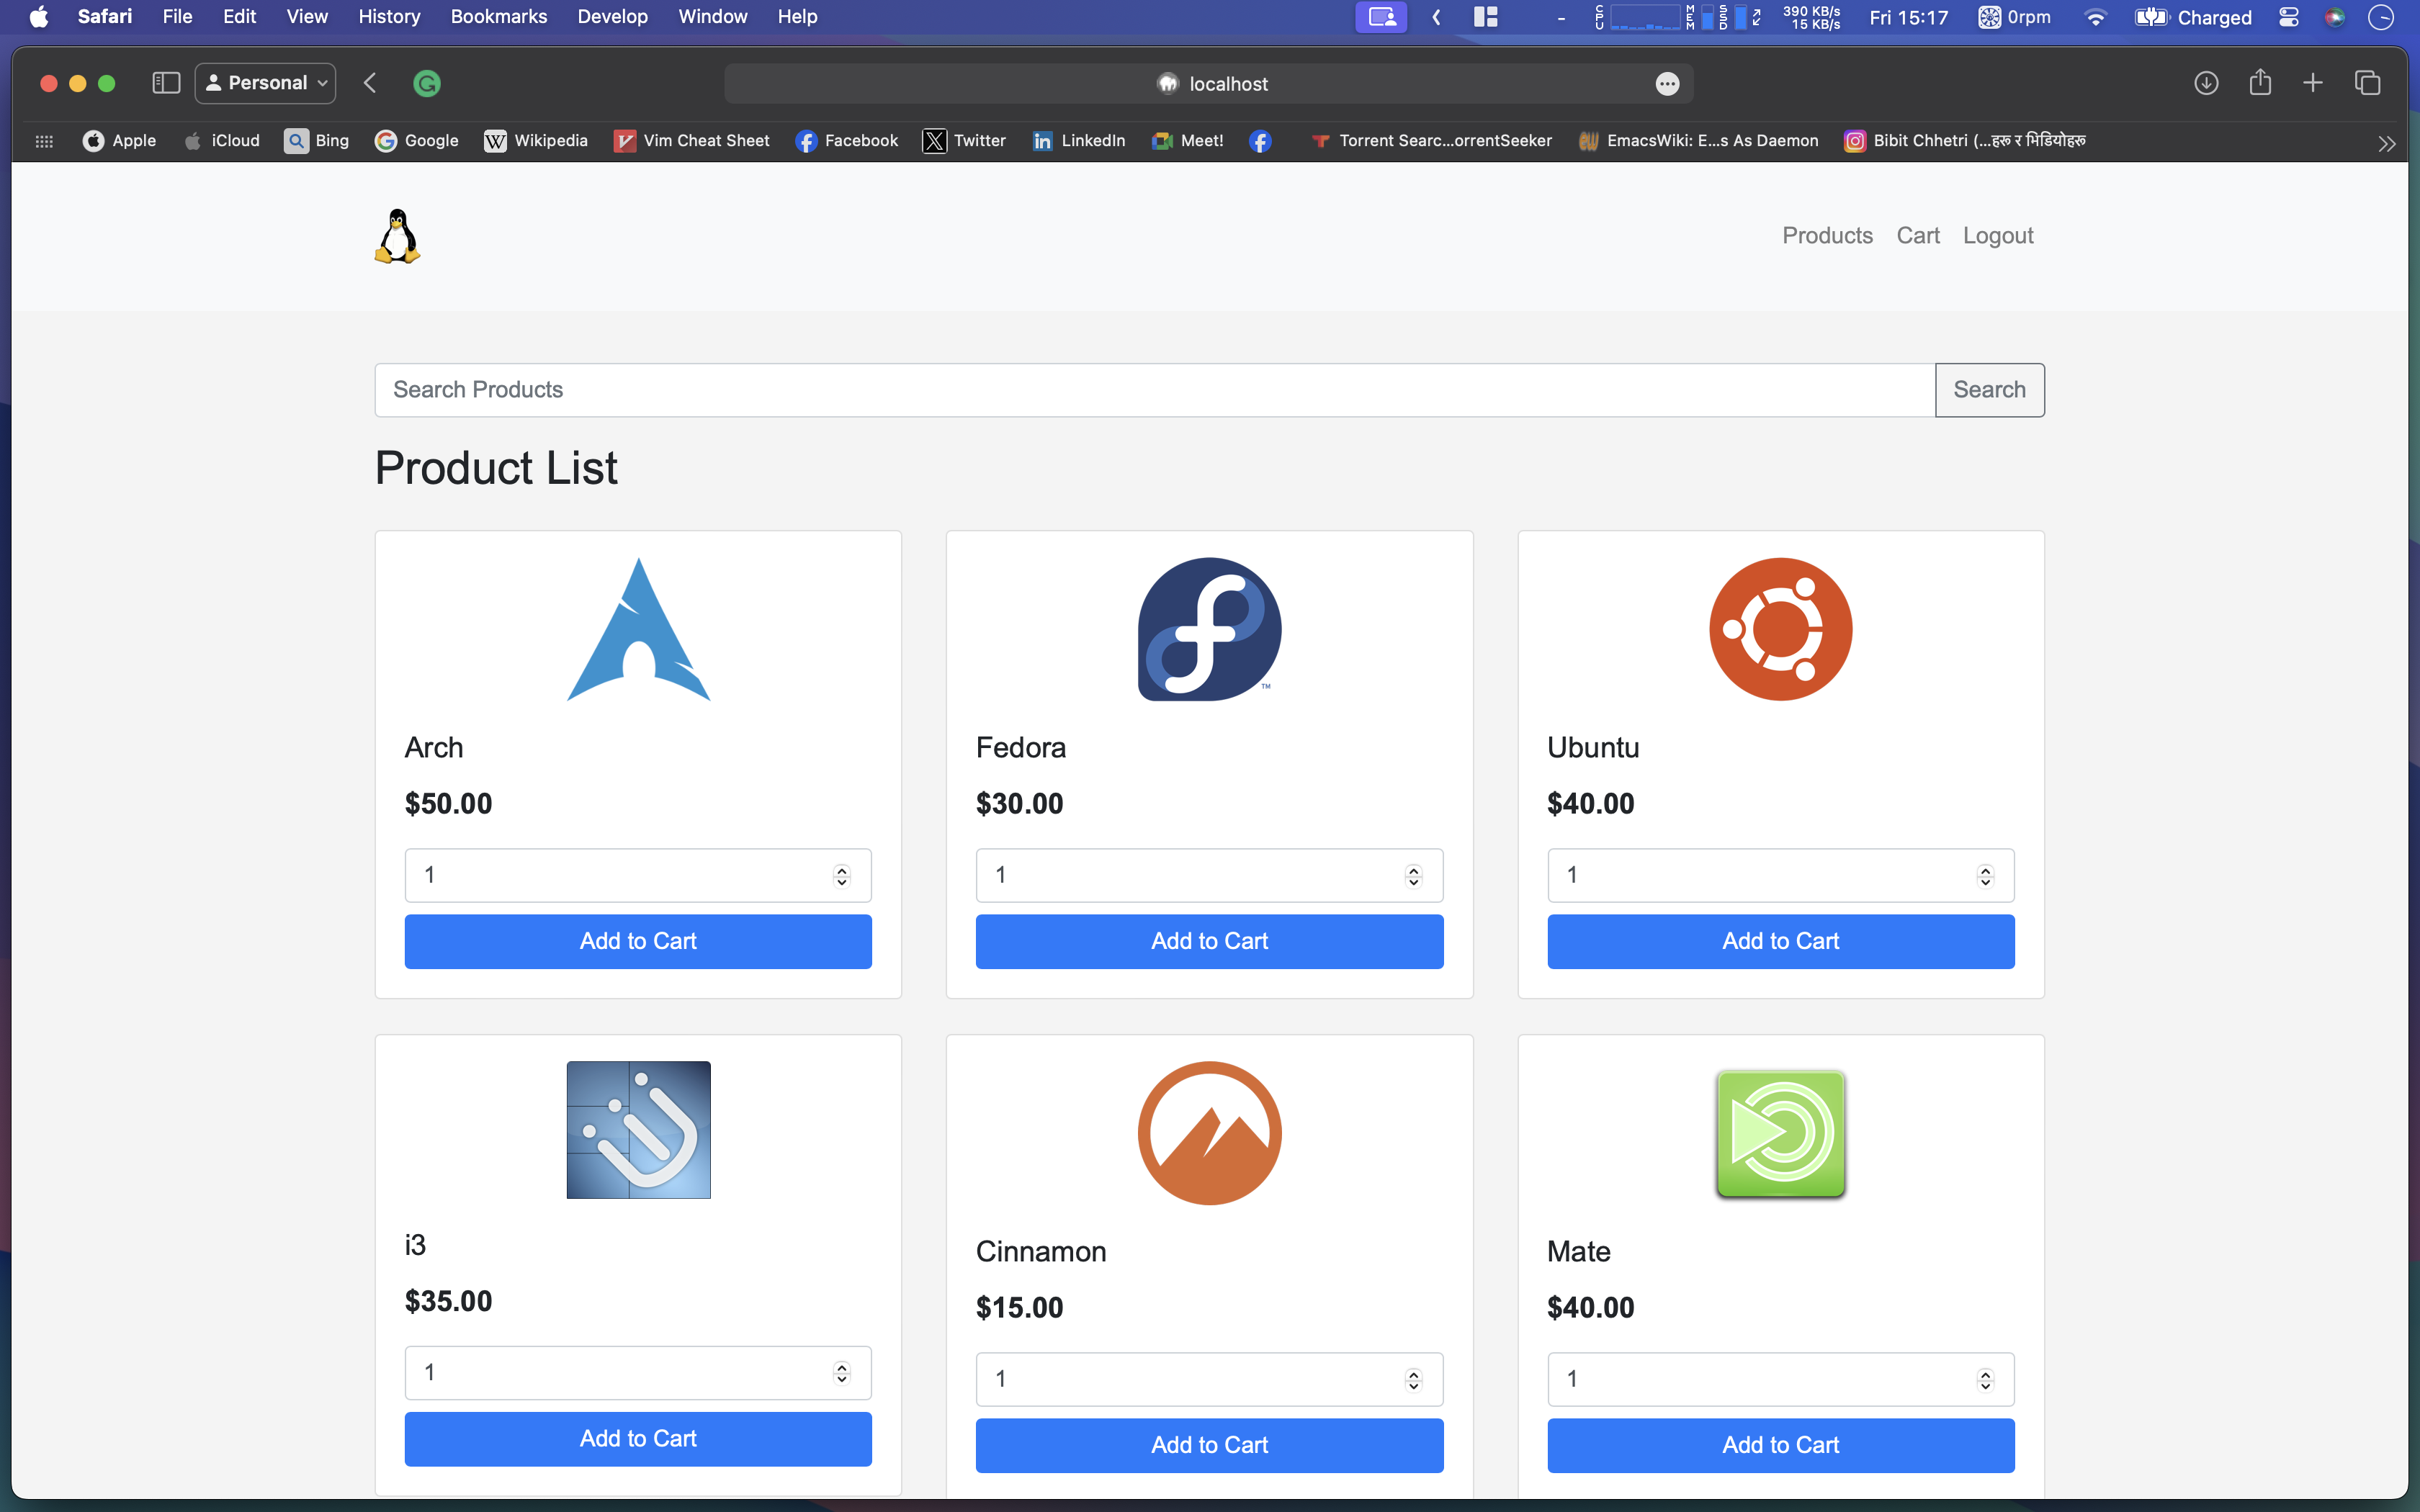 Safari File Edit View History Bookmarks Develop Window Help - CPU MEM SSD 390 KB/s 15 KB/s Fri 15:17 0rpm Charged
Personal localhost
Apple iCloud Bing Google Wikipedia Vim Cheat Sheet Facebook Twitter LinkedIn Meet! Torrent Searc...orrentSeeker EmacsWiki: E...s As Daemon Bibit Chhetri (...हरू र भिडियोहरू
Products Cart Logout
Search Products Search
Product List
Arch Fedora Ubuntu
$50.00 $30.00 $40.00
1 1 1
Add to Cart Add to Cart Add to Cart
i3 Cinnamon Mate
$35.00 $15.00 $40.00
1 1 1
Add to Cart Add to Cart Add to Cart